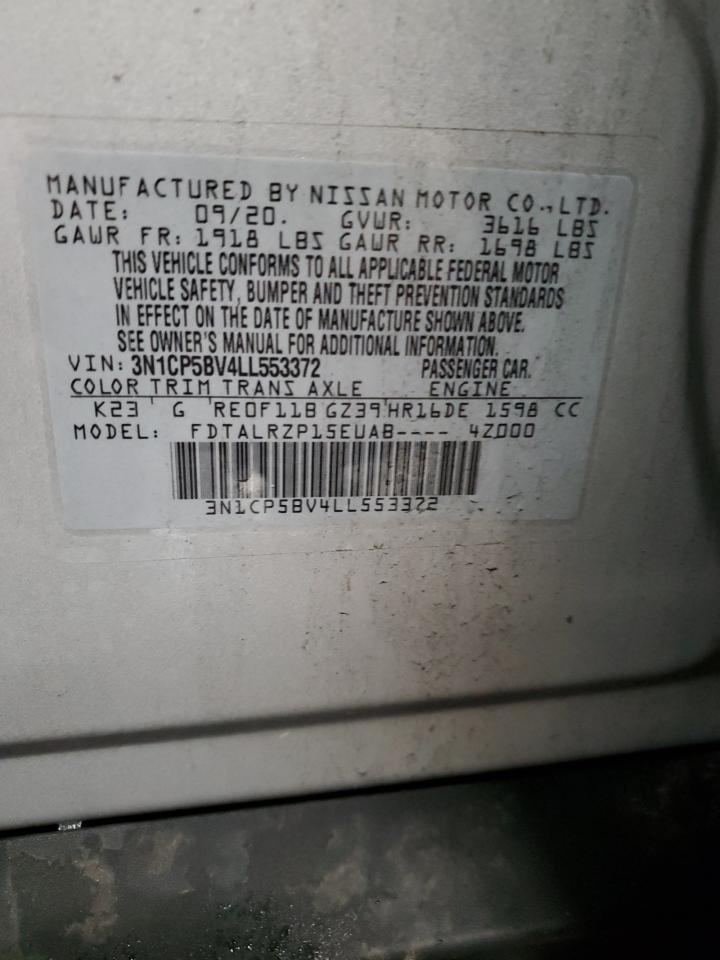 MANUFACTURED BY NISSAN MOTOR CO.,LTD.
DATE: 09/20. GVWR: 3616 LBS
GAWR FR: 1918 LBS GAWR RR: 1698 LBS
THIS VEHICLE CONFORMS TO ALL APPLICABLE FEDERAL MOTOR
VEHICLE SAFETY, BUMPER AND THEFT PREVENTION STANDARDS
IN EFFECT ON THE DATE OF MANUFACTURE SHOWN ABOVE.
SEE OWNER'S MANUAL FOR ADDITIONAL INFORMATION.
VIN: 3N1CP5BV4LL553372 PASSENGER CAR.
COLOR TRIM TRANS AXLE ENGINE
K23 G RE0F11B GZ39 HR16DE 1598 CC
MODEL: FDTALRZP15EUAB---- 4Z000
3N1CP5BV4LL553372